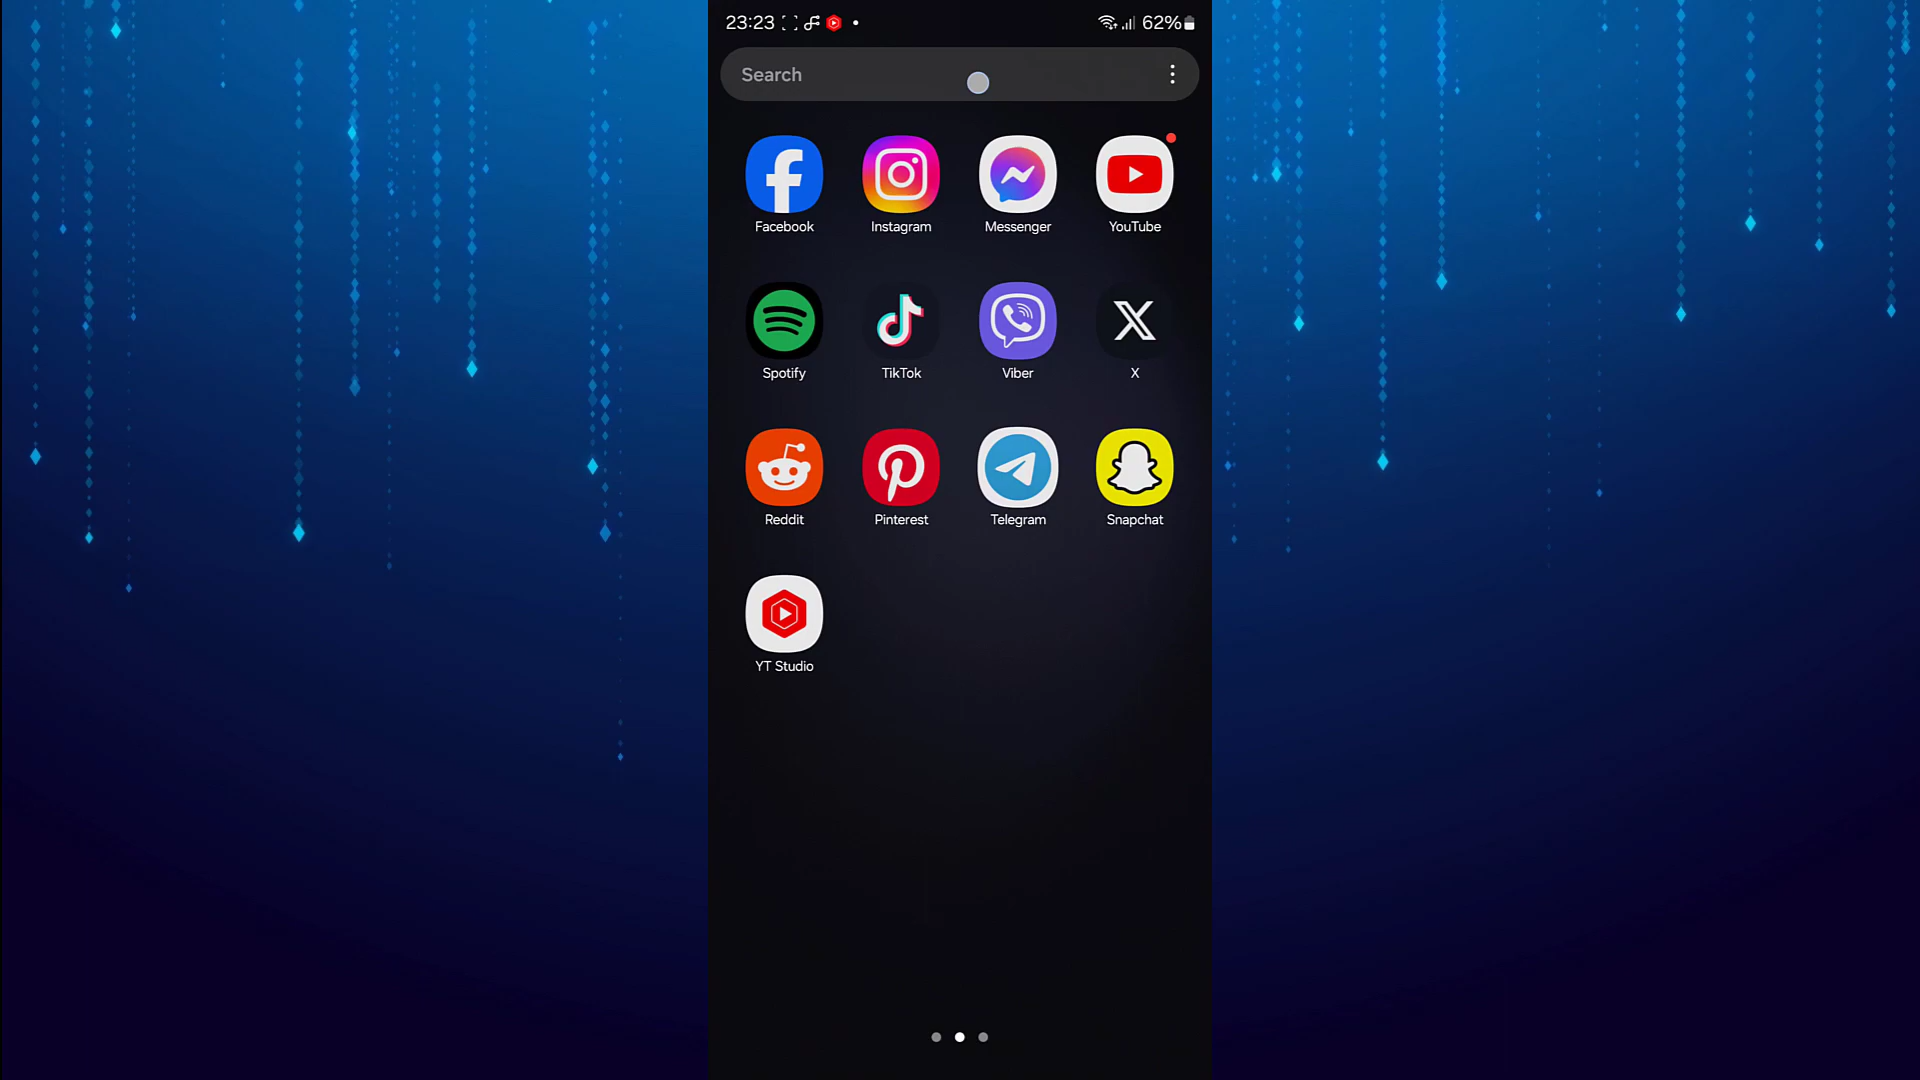 23:23 62%
Search
Facebook Instagram Messenger YouTube
Spotify TikTok Viber X
Reddit Pinterest Telegram Snapchat
YT Studio